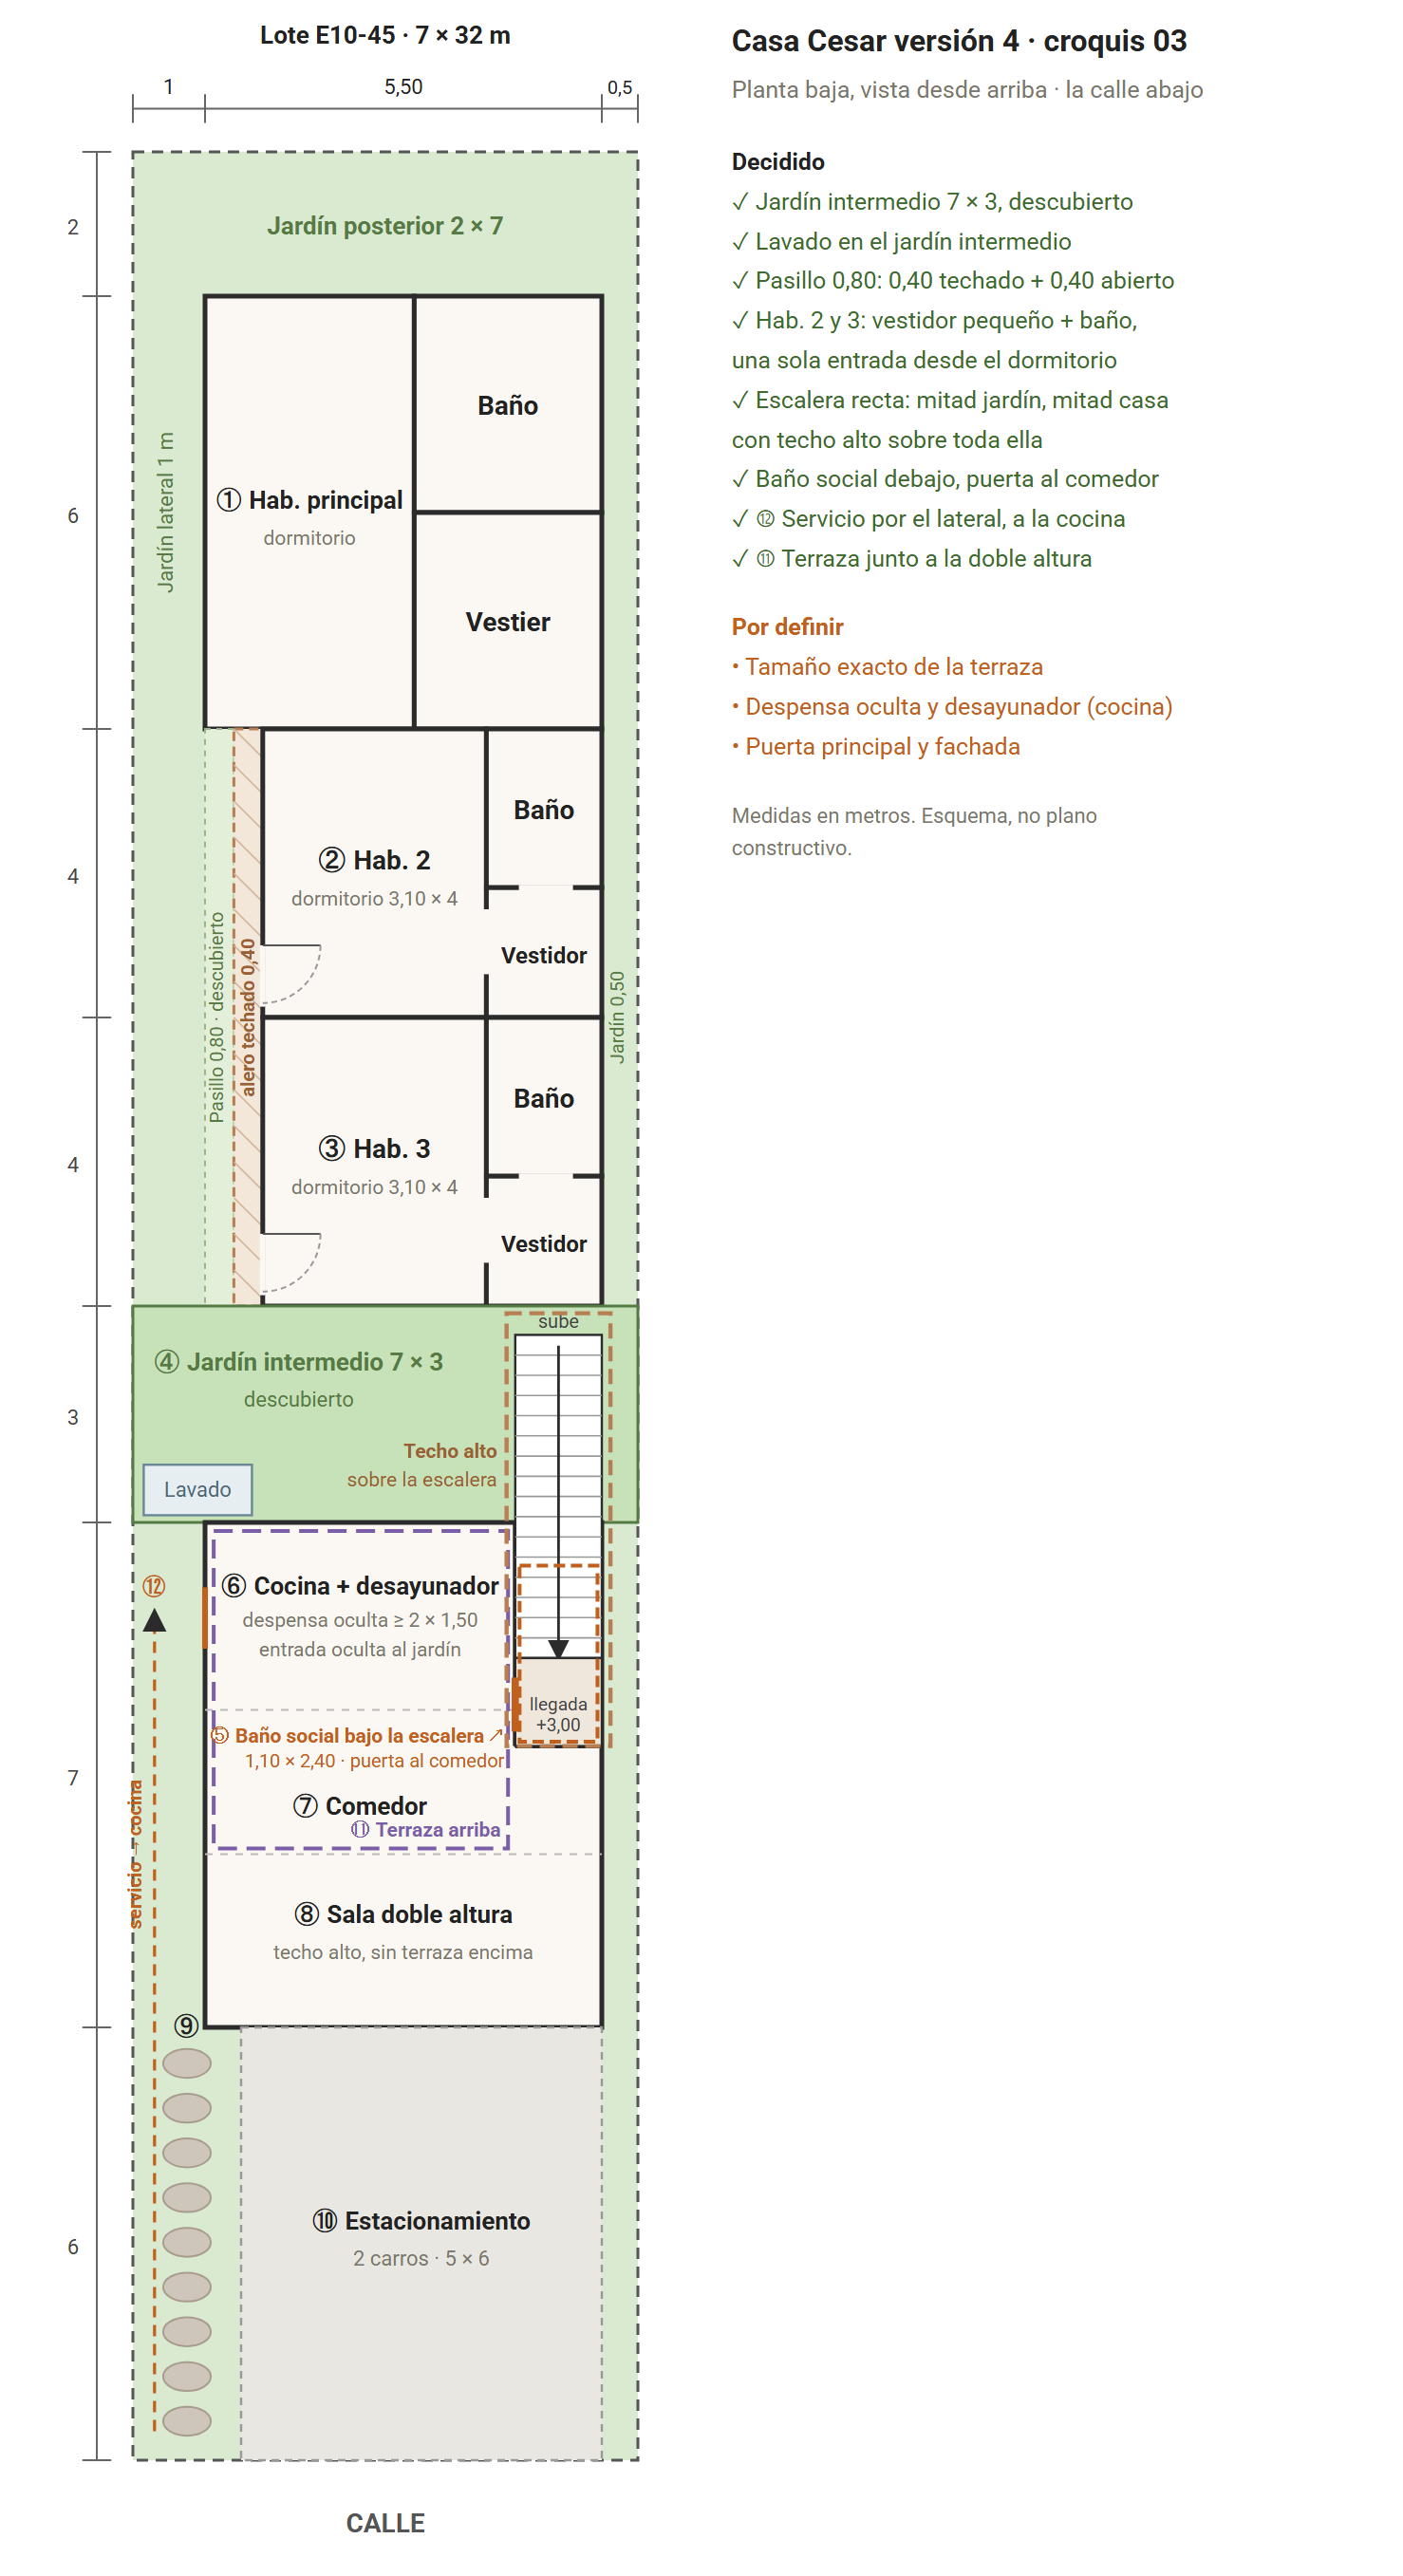 Lote E10-45 · 7 × 32 m
1
5,50
0,5
2
6
4
4
3
7
6
Jardín posterior 2 × 7
Jardín lateral 1 m
① Hab. principal
dormitorio
Baño
Vestier
② Hab. 2
dormitorio 3,10 × 4
Baño
Vestidor
Pasillo 0,80 · descubierto
alero techado 0,40
Jardín 0,50
③ Hab. 3
dormitorio 3,10 × 4
Baño
Vestidor
sube
④ Jardín intermedio 7 × 3
descubierto
Techo alto
sobre la escalera
Lavado
⑫
⑥ Cocina + desayunador
despensa oculta ≥ 2 × 1,50
entrada oculta al jardín
llegada
+3,00
⑤ Baño social bajo la escalera ↗
1,10 × 2,40 · puerta al comedor
⑦ Comedor
⑪ Terraza arriba
servicio → cocina
⑧ Sala doble altura
techo alto, sin terraza encima
⑨
⑩ Estacionamiento
2 carros · 5 × 6
CALLE
Casa Cesar versión 4 · croquis 03
Planta baja, vista desde arriba · la calle abajo
Decidido
✓ Jardín intermedio 7 × 3, descubierto
✓ Lavado en el jardín intermedio
✓ Pasillo 0,80: 0,40 techado + 0,40 abierto
✓ Hab. 2 y 3: vestidor pequeño + baño,
una sola entrada desde el dormitorio
✓ Escalera recta: mitad jardín, mitad casa
con techo alto sobre toda ella
✓ Baño social debajo, puerta al comedor
✓ ⑫ Servicio por el lateral, a la cocina
✓ ⑪ Terraza junto a la doble altura
Por definir
• Tamaño exacto de la terraza
• Despensa oculta y desayunador (cocina)
• Puerta principal y fachada
Medidas en metros. Esquema, no plano
constructivo.